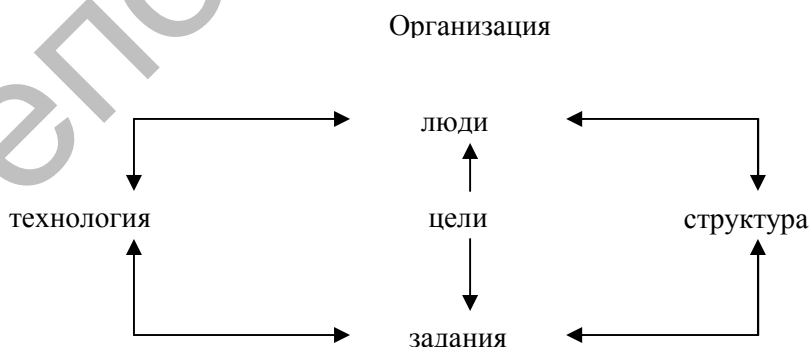 Организация
люди
технология цели структура
задания